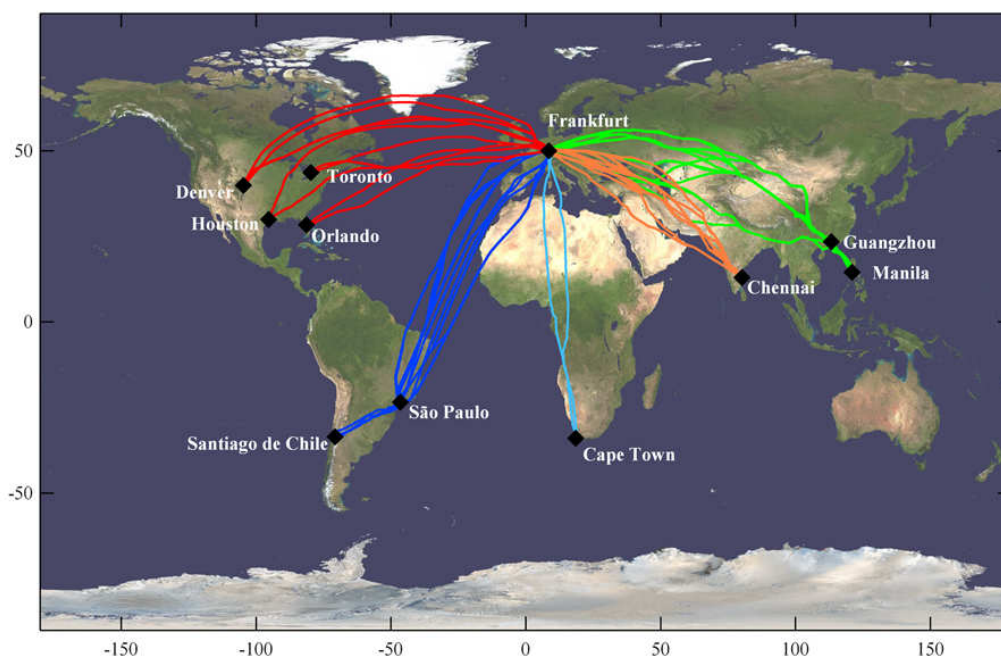 Frankfurt
50
Toronto
Denver
Houston
Orlando
Guangzhou
Manila
Chennai
0
São Paulo
Santiago de Chile
Cape Town
-50
-150
-100
-50
0
50
100
150